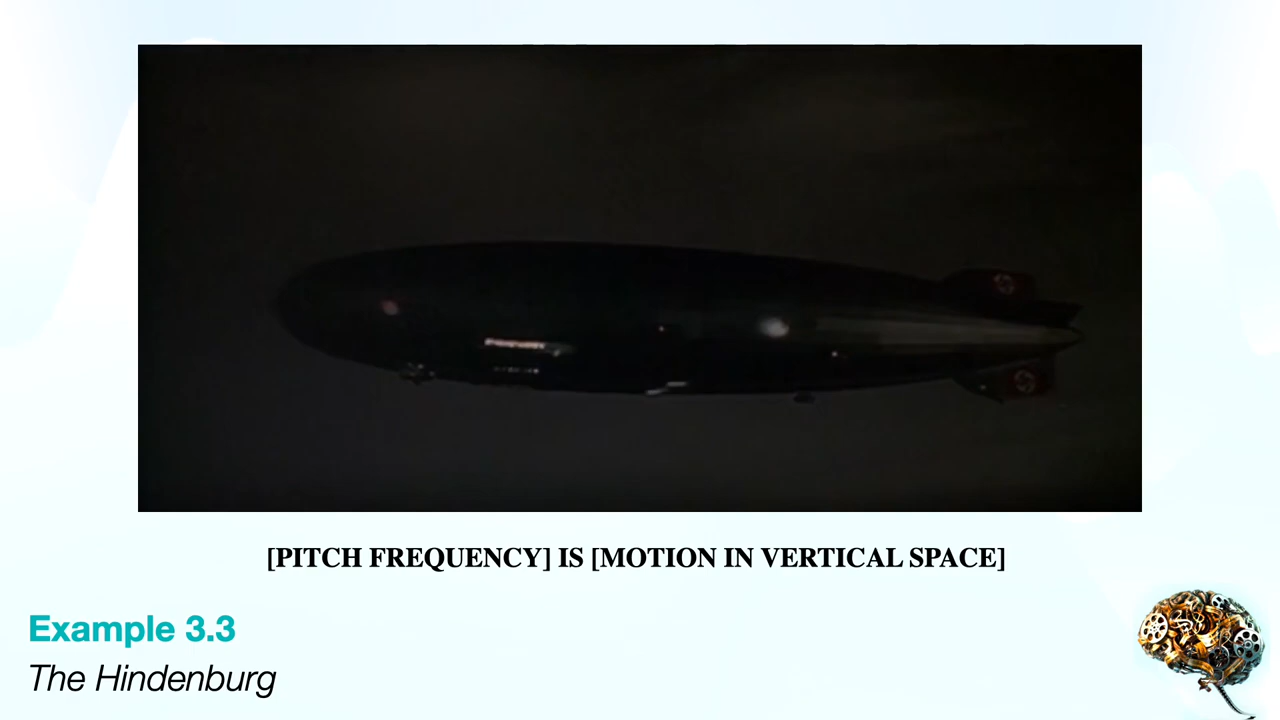 [PITCH FREQUENCY] IS [MOTION IN VERTICAL SPACE]
Example 3.3
The Hindenburg